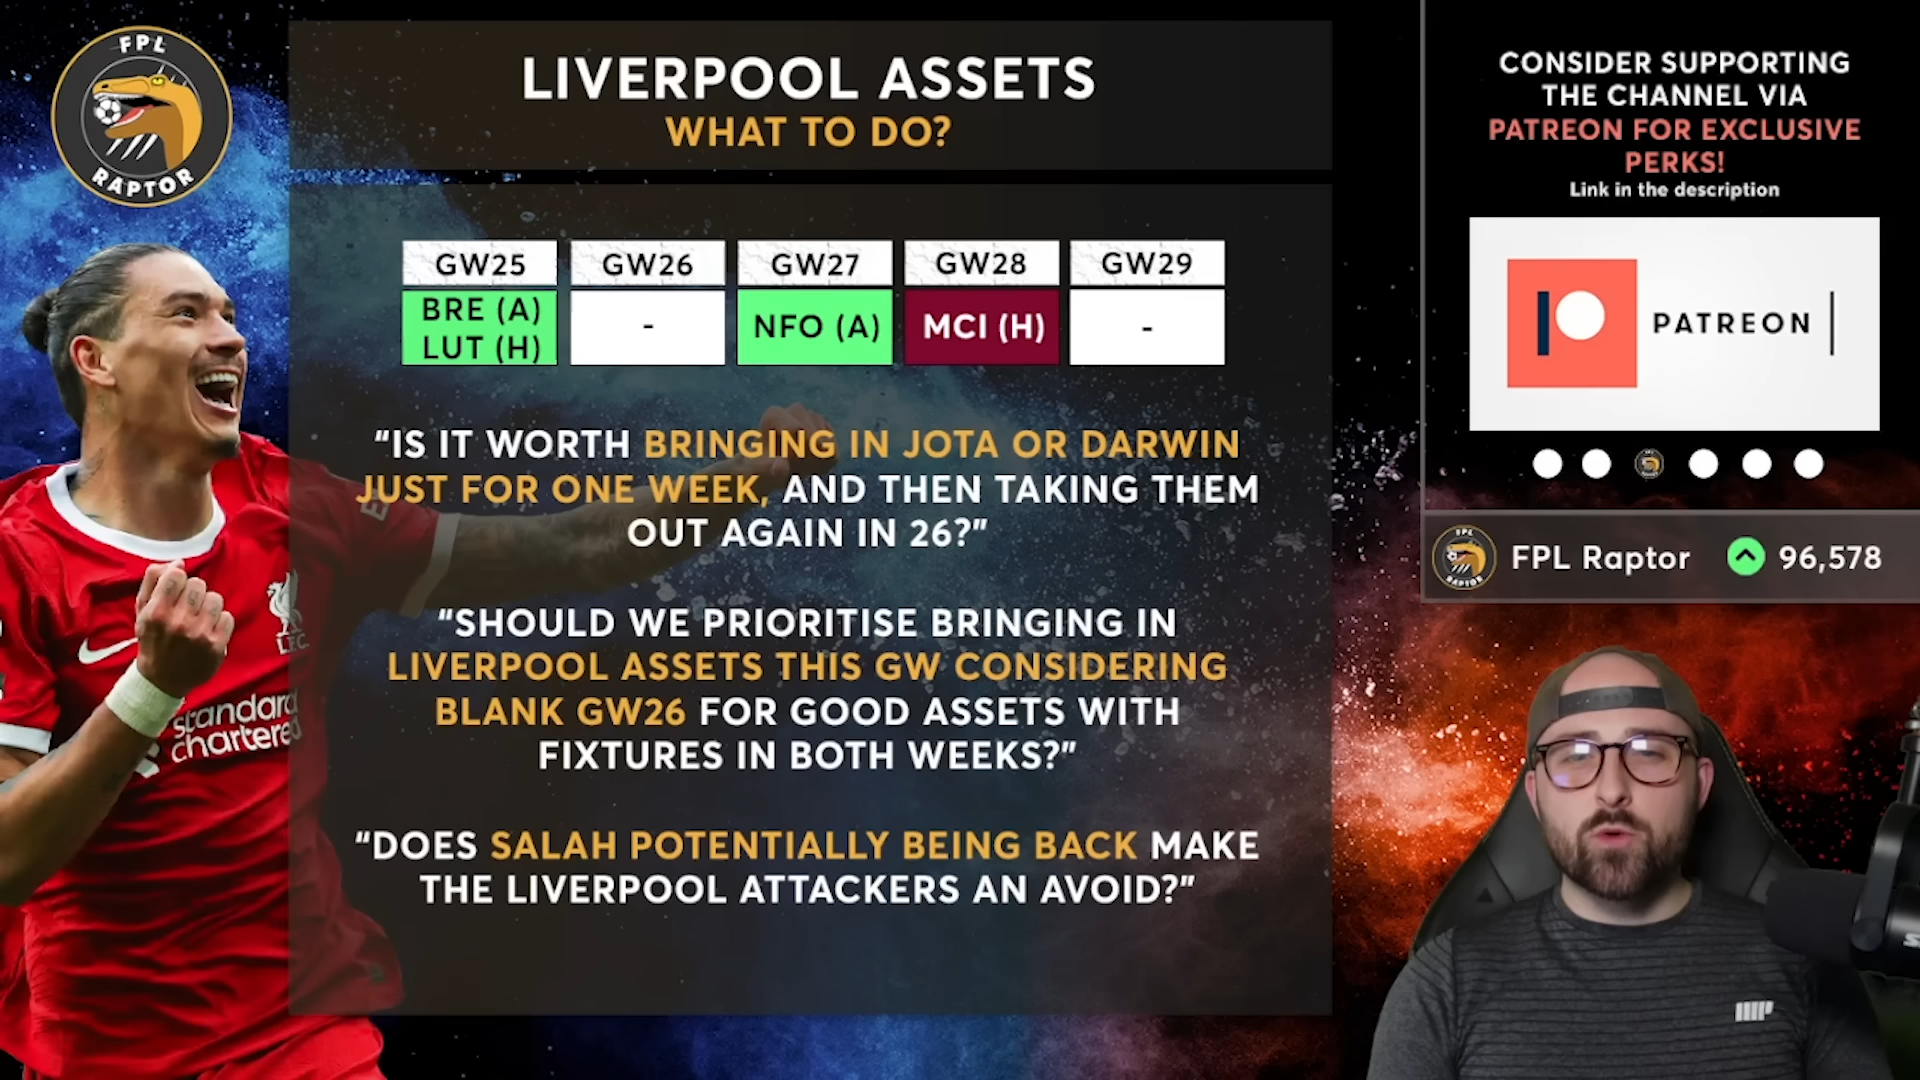 FPL
RAPTOR
LIVERPOOL ASSETS
WHAT TO DO?
GW25
GW26
GW27
GW28
GW29
BRE (A)
LUT (H)
-
NFO (A)
MCI (H)
-
“IS IT WORTH BRINGING IN JOTA OR DARWIN
JUST FOR ONE WEEK, AND THEN TAKING THEM
OUT AGAIN IN 26?”
“SHOULD WE PRIORITISE BRINGING IN
LIVERPOOL ASSETS THIS GW CONSIDERING
BLANK GW26 FOR GOOD ASSETS WITH
FIXTURES IN BOTH WEEKS?”
“DOES SALAH POTENTIALLY BEING BACK MAKE
THE LIVERPOOL ATTACKERS AN AVOID?”
L.F.C.
standard
chartered
CONSIDER SUPPORTING
THE CHANNEL VIA
PATREON FOR EXCLUSIVE
PERKS!
Link in the description
PATREON
FPL
RAPTOR
FPL Raptor
96,578